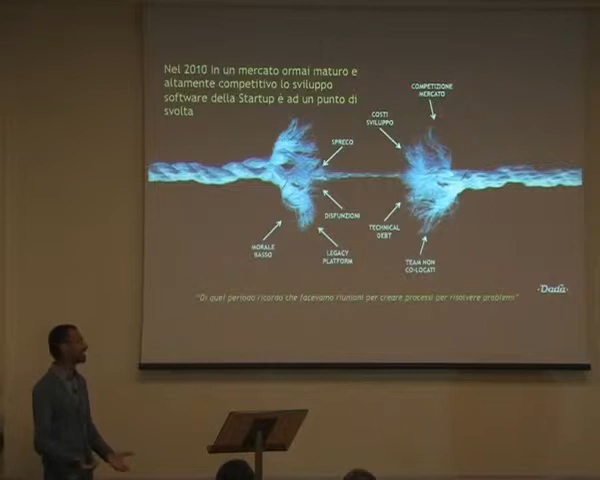 Nel 2010 in un mercato ormai maturo e
altamente competitivo lo sviluppo
software della Startup è ad un punto di
svolta
COMPETIZIONE
MERCATO
COSTI
SVILUPPO
SPRECO
DISFUNZIONI
TECHNICAL
DEBT
MORALE
BASSO
LEGACY
PLATFORM
TEAM NON
CO-LOCATI
Dada
"Di quel periodo ricordo che facevamo riunioni per creare processi per risolvere problemi"